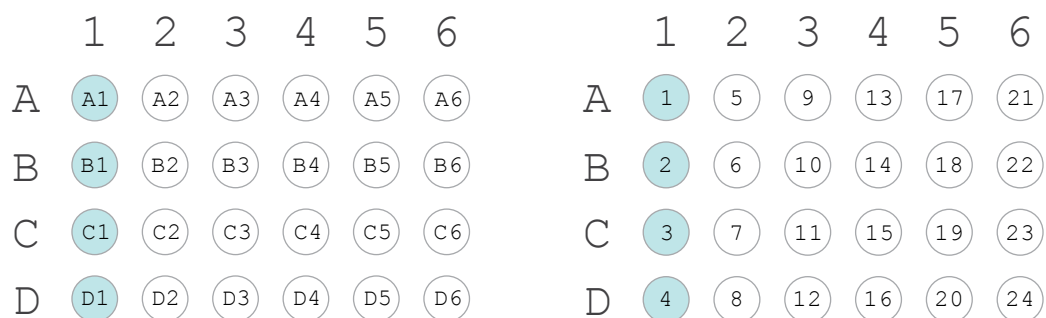 1 2 3 4 5 6
A A1 A2 A3 A4 A5 A6
B B1 B2 B3 B4 B5 B6
C C1 C2 C3 C4 C5 C6
D D1 D2 D3 D4 D5 D6
1 2 3 4 5 6
A 1 5 9 13 17 21
B 2 6 10 14 18 22
C 3 7 11 15 19 23
D 4 8 12 16 20 24